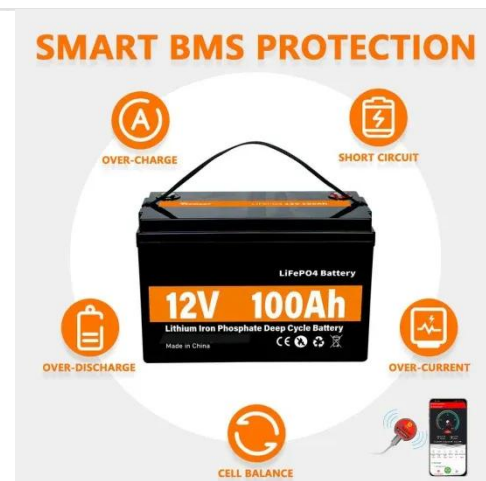 SMART BMS PROTECTION
OVER-CHARGE
SHORT CIRCUIT
LiFePO4 Battery
12V 100Ah
Lithium Iron Phosphate Deep Cycle Battery
Made in China
CE
OVER-DISCHARGE
OVER-CURRENT
CELL BALANCE